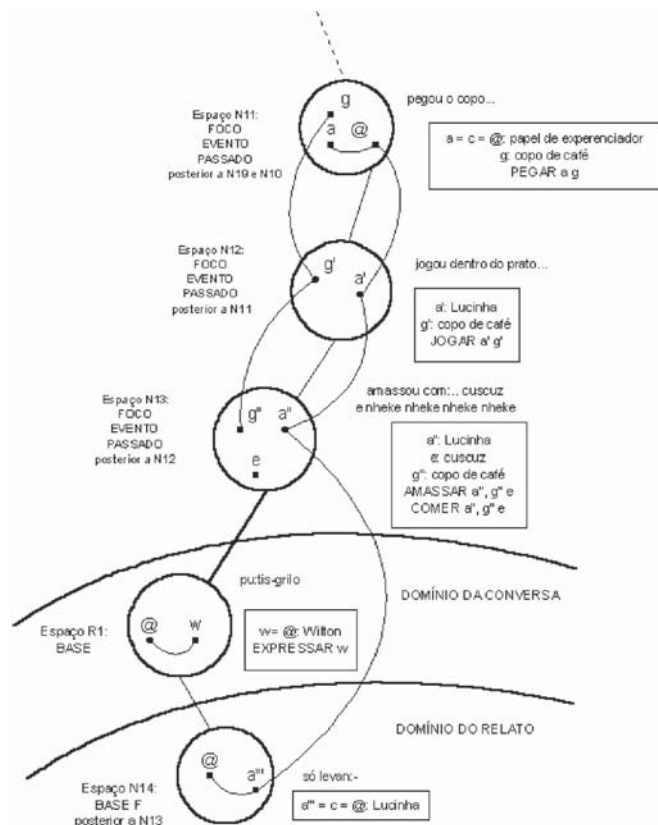 g
a @
Espaço N11:
FOCO
EVENTO
PASSADO
posterior a N19 e N10
pegou o copo...
a = c = @: papel de experenciador
g: copo de café
PEGAR a g
Espaço N12:
FOCO
EVENTO
PASSADO
posterior a N11
g' a'
jogou dentro do prato...
a': Lucinha
g': copo de café
JOGAR a' g'
Espaço N13:
FOCO
EVENTO
PASSADO
posterior a N12
g" a"
e
amassou com:.. cuscuz
e nheke nheke nheke nheke
a": Lucinha
e: cuscuz
g": copo de café
AMASSAR a", g" e
COMER a", g" e
pu:tis-grilo
DOMÍNIO DA CONVERSA
Espaço R1:
BASE
@ w
w= @: Wilton
EXPRESSAR w
DOMÍNIO DO RELATO
Espaço N14:
BASE F
posterior a N13
@ a'''
só levan:-
a''' = c = @: Lucinha